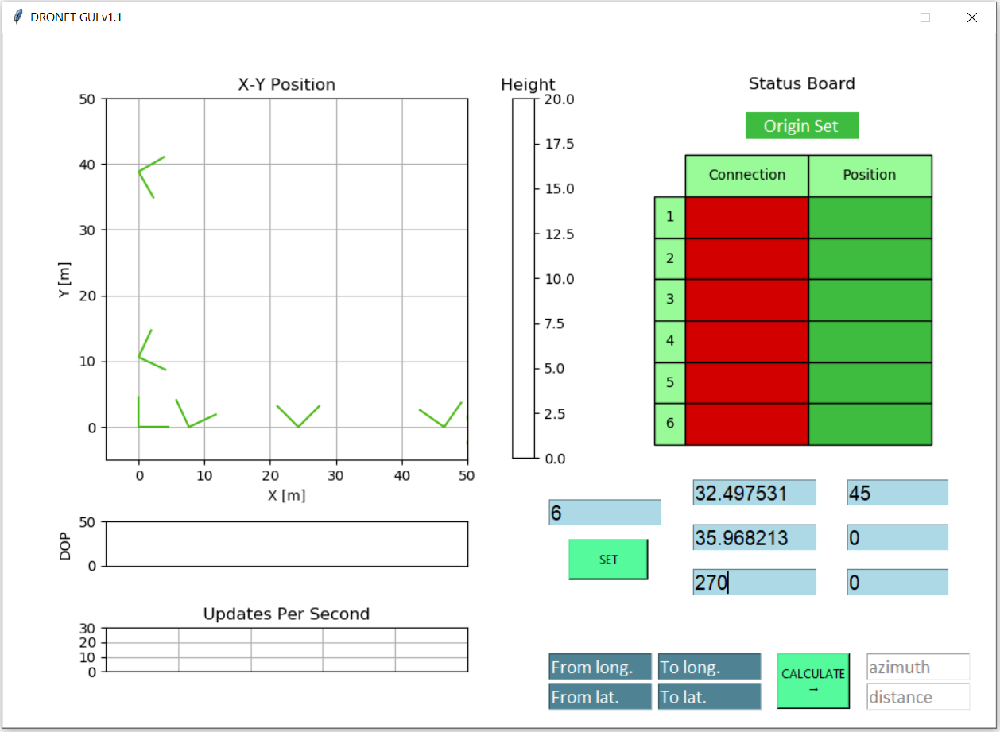 DRONET GUI v1.1
X-Y Position
50
40
30
20
10
0
Y [m]
0 10 20 30 40 50
X [m]
Height
20.0
17.5
15.0
12.5
10.0
7.5
5.0
2.5
0.0
Status Board
Origin Set
Connection Position
1
2
3
4
5
6
50
0
DOP
Updates Per Second
30
20
10
0
6
SET
32.497531 45
35.968213 0
270 0
From long. To long.
From lat. To lat.
CALCULATE
→
azimuth
distance